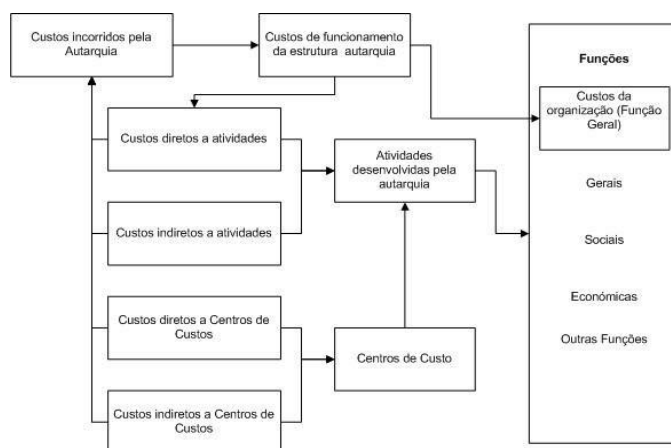 Custos incorridos pela
Autarquia
Custos de funcionamento
da estrutura autarquia
Funções
Custos da
organização (Função
Geral)
Custos diretos a atividades
Atividades
desenvolvidas pela
autarquia
Gerais
Custos indiretos a atividades
Sociais
Custos diretos a Centros de
Custos
Económicas
Centros de Custo
Outras Funções
Custos indiretos a Centros de
Custos